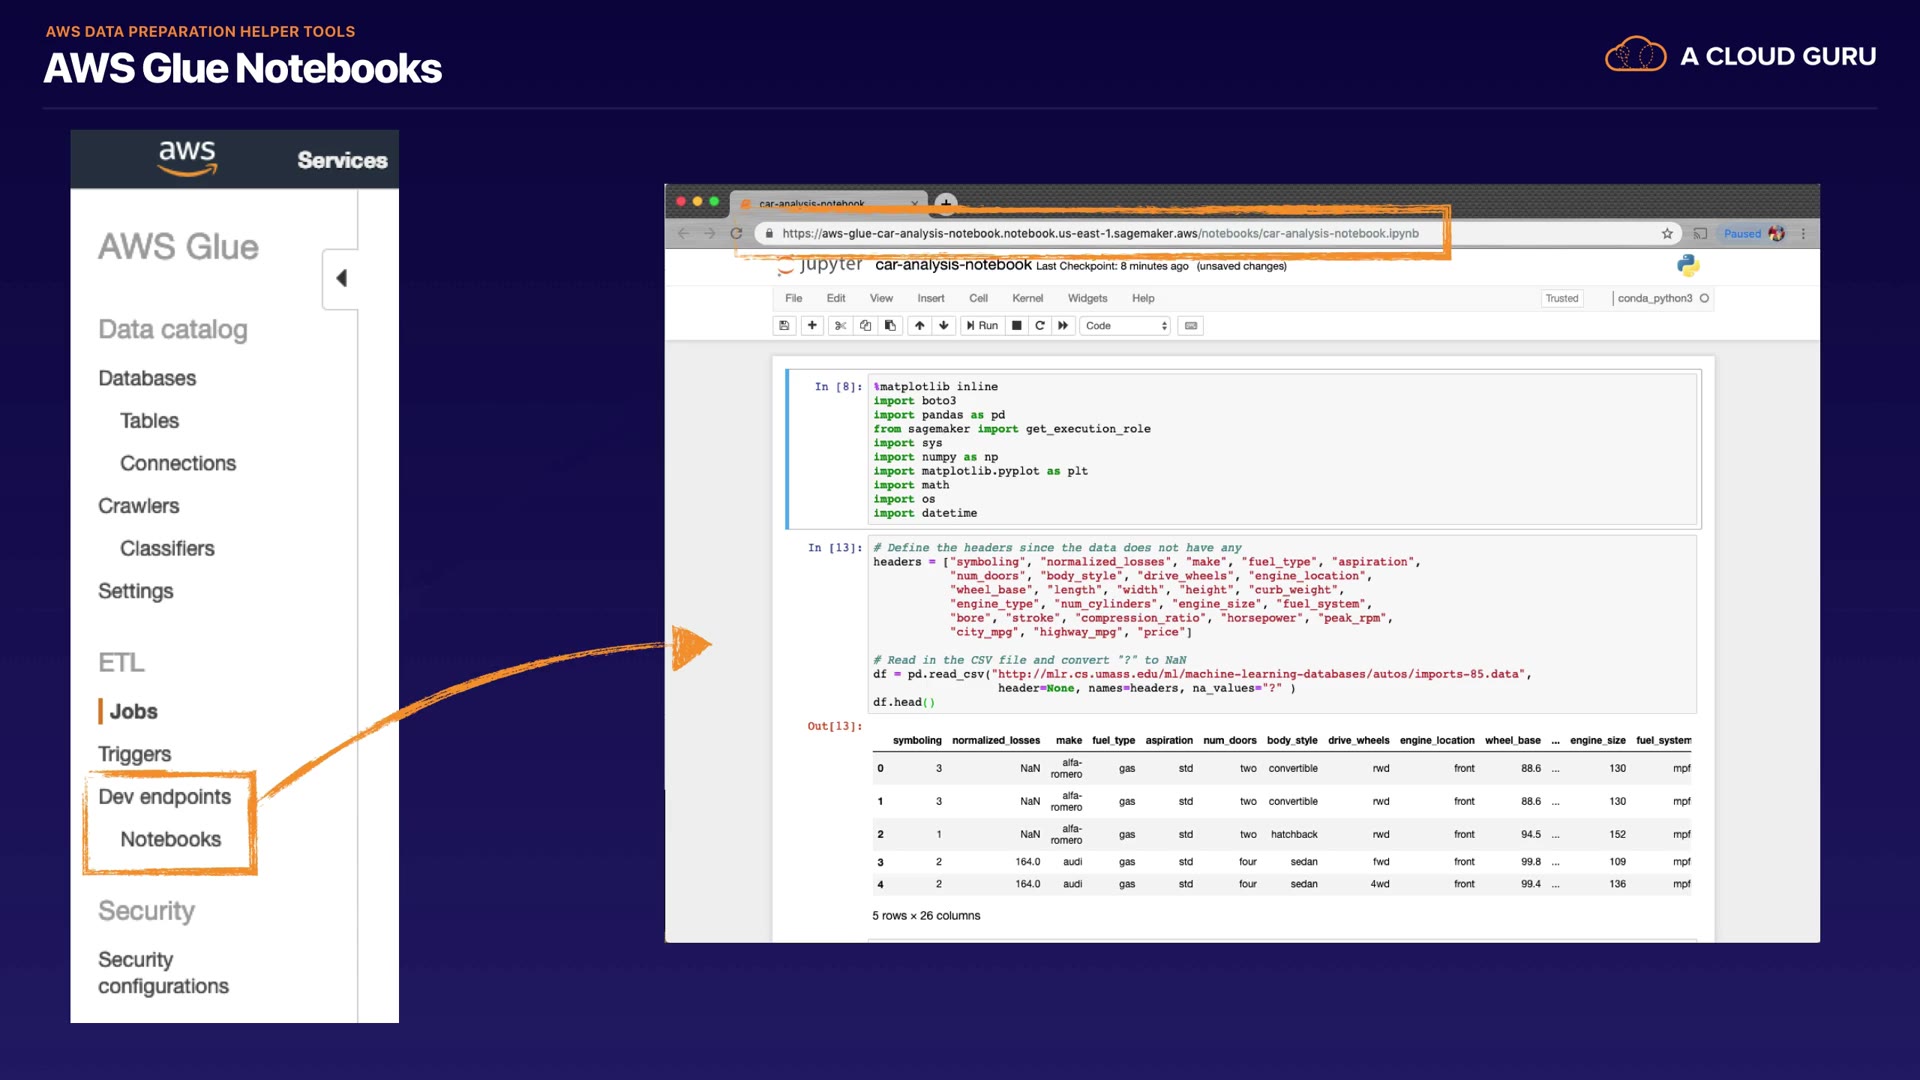 AWS DATA PREPARATION HELPER TOOLS
AWS Glue Notebooks
A CLOUD GURU
aws Services
AWS Glue
Data catalog
Databases
Tables
Connections
Crawlers
Classifiers
Settings
ETL
Jobs
Triggers
Dev endpoints
Notebooks
Security
Security
configurations
car-analysis-notebook
https://aws-glue-car-analysis-notebook.notebook.us-east-1.sagemaker.aws/notebooks/car-analysis-notebook.ipynb
Paused
jupyter car-analysis-notebook Last Checkpoint: 8 minutes ago (unsaved changes)
File Edit View Insert Cell Kernel Widgets Help Trusted conda_python3
Run Code
In [8]: %matplotlib inline
import boto3
import pandas as pd
from sagemaker import get_execution_role
import sys
import numpy as np
import matplotlib.pyplot as plt
import math
import os
import datetime
In [13]: # Define the headers since the data does not have any
headers = ["symboling", "normalized_losses", "make", "fuel_type", "aspiration",
"num_doors", "body_style", "drive_wheels", "engine_location",
"wheel_base", "length", "width", "height", "curb_weight",
"engine_type", "num_cylinders", "engine_size", "fuel_system",
"bore", "stroke", "compression_ratio", "horsepower", "peak_rpm",
"city_mpg", "highway_mpg", "price"]
# Read in the CSV file and convert "?" to NaN
df = pd.read_csv("http://mlr.cs.umass.edu/ml/machine-learning-databases/autos/imports-85.data",
header=None, names=headers, na_values="?" )
df.head()
Out[13]:
symboling normalized_losses make fuel_type aspiration num_doors body_style drive_wheels engine_location wheel_base ... engine_size fuel_system
0 3 NaN alfa-romero gas std two convertible rwd front 88.6 ... 130 mpf
1 3 NaN alfa-romero gas std two convertible rwd front 88.6 ... 130 mpf
2 1 NaN alfa-romero gas std two hatchback rwd front 94.5 ... 152 mpf
3 2 164.0 audi gas std four sedan fwd front 99.8 ... 109 mpf
4 2 164.0 audi gas std four sedan 4wd front 99.4 ... 136 mpf
5 rows × 26 columns